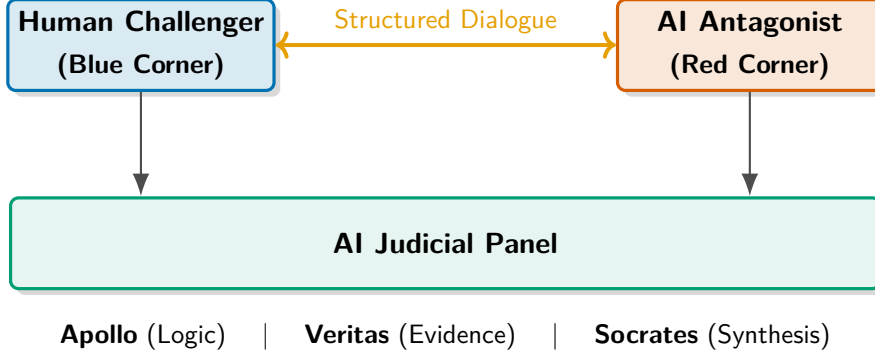 Human Challenger
(Blue Corner)
Structured Dialogue
AI Antagonist
(Red Corner)
AI Judicial Panel
Apollo (Logic) | Veritas (Evidence) | Socrates (Synthesis)